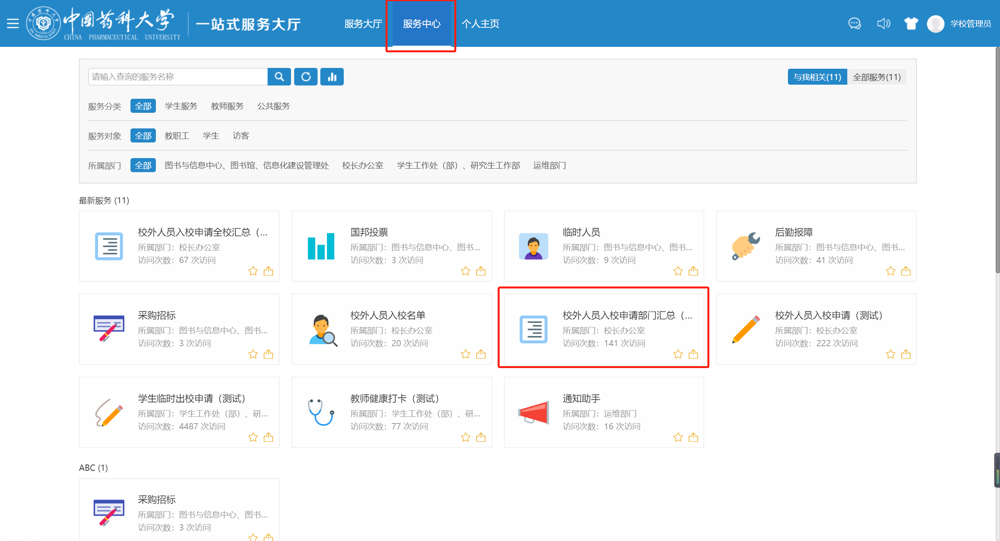 中国药科大学
CHINA PHARMACEUTICAL UNIVERSITY
一站式服务大厅
服务大厅
服务中心
个人主页
学校管理员
请输入查询的服务名称
与我相关(11)
全部服务(11)
服务分类 全部 学生服务 教师服务 公共服务
服务对象 全部 教职工 学生 访客
所属部门 全部 图书与信息中心、图书馆、信息化建设管理处 校长办公室 学生工作处（部）、研究生工作部 运维部门
最新服务 (11)
校外人员入校申请全校汇总（...
所属部门：校长办公室
访问次数：67 次访问
国邦投票
所属部门：图书与信息中心、图书...
访问次数：3 次访问
临时人员
所属部门：图书与信息中心、图书...
访问次数：9 次访问
后勤报障
所属部门：图书与信息中心、图书...
访问次数：41 次访问
采购招标
所属部门：图书与信息中心、图书...
访问次数：3 次访问
校外人员入校名单
所属部门：校长办公室
访问次数：20 次访问
校外人员入校申请部门汇总（...
所属部门：校长办公室
访问次数：141 次访问
校外人员入校申请（测试）
所属部门：校长办公室
访问次数：222 次访问
学生临时出校申请（测试）
所属部门：学生工作处（部）、研...
访问次数：4487 次访问
教师健康打卡（测试）
所属部门：学生工作处（部）、研...
访问次数：77 次访问
通知助手
所属部门：运维部门
访问次数：16 次访问
ABC (1)
采购招标
所属部门：图书与信息中心、图书...
访问次数：3 次访问